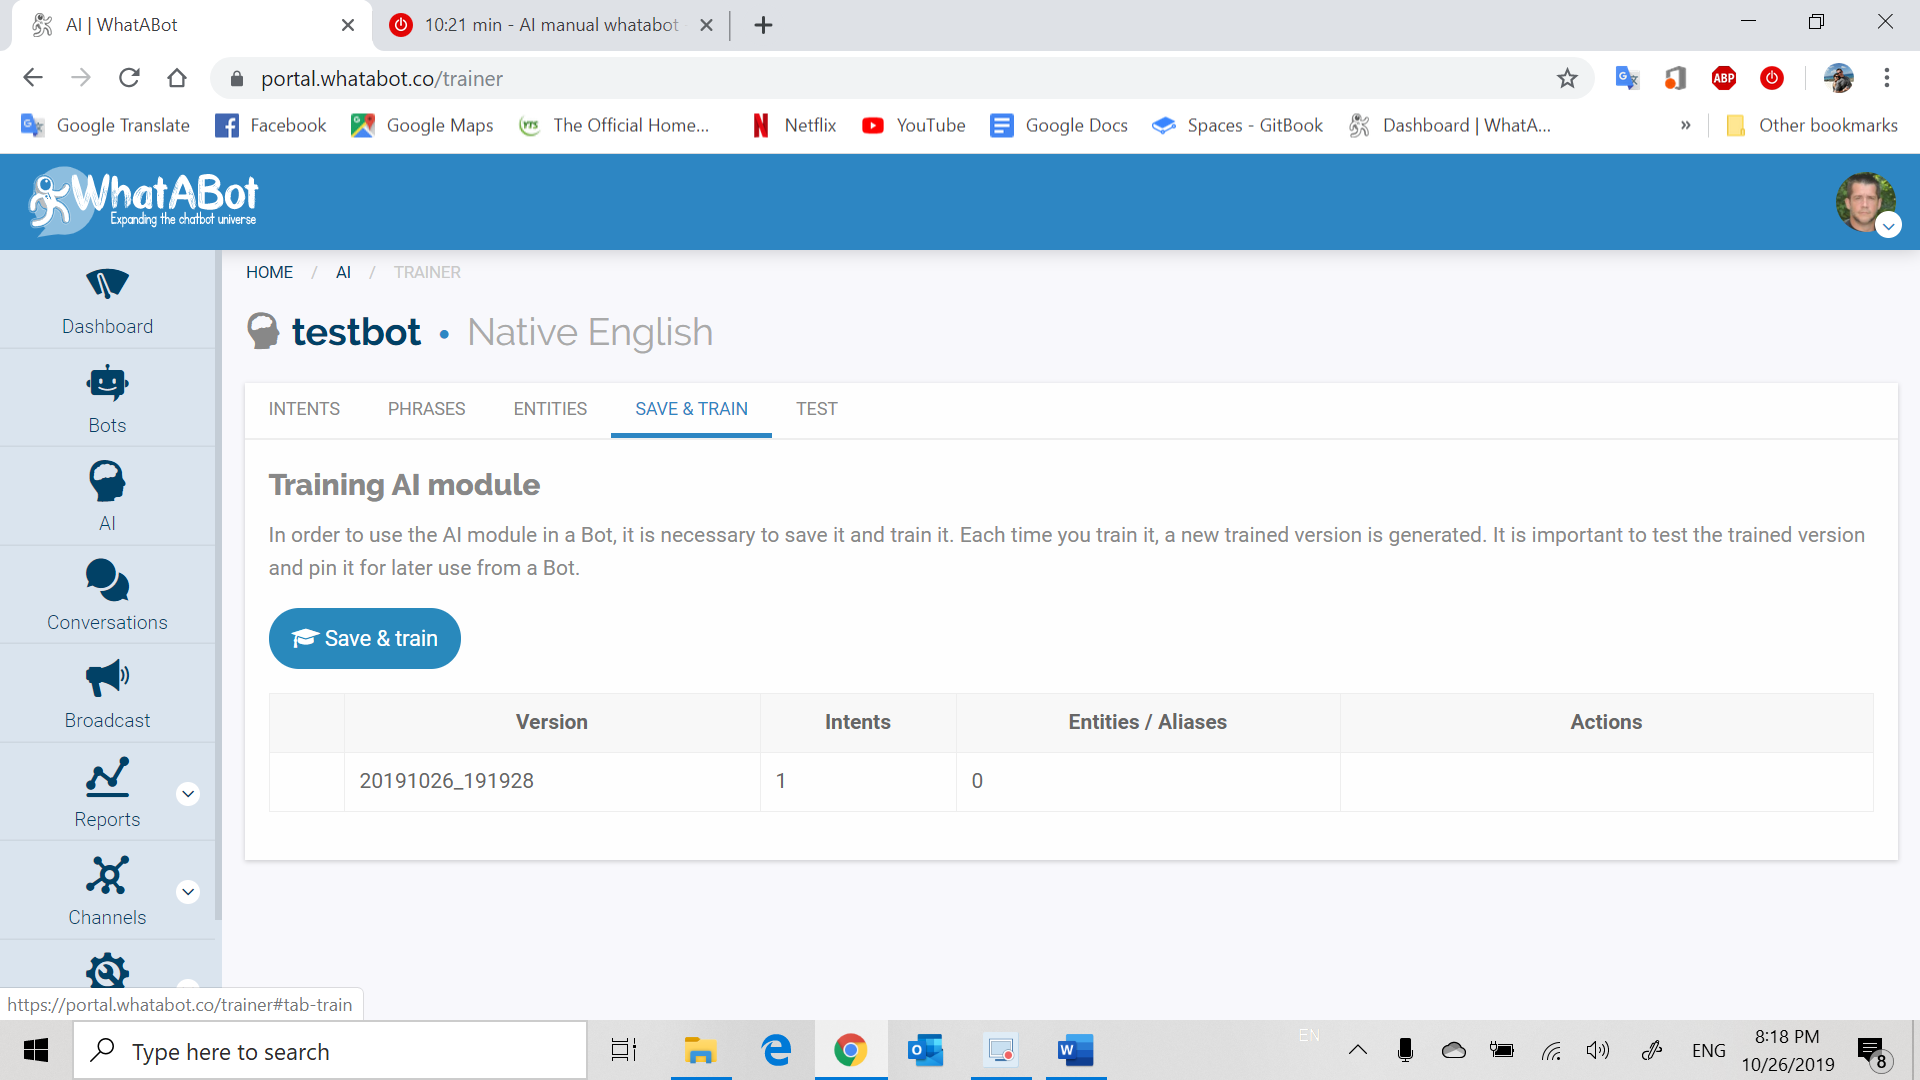 AI | WhatABot
10:21 min - AI manual whatabot
portal.whatabot.co/trainer
ABP
Google Translate
Facebook
Google Maps
The Official Home...
Netflix
YouTube
Google Docs
Spaces - GitBook
Dashboard | WhatA...
»
Other bookmarks
WhatABot
Expanding the chatbot universe
HOME / AI / TRAINER
testbot • Native English
Dashboard
Bots
AI
Conversations
Broadcast
Reports
Channels
INTENTS PHRASES ENTITIES SAVE & TRAIN TEST
Training AI module
In order to use the AI module in a Bot, it is necessary to save it and train it. Each time you train it, a new trained version is generated. It is important to test the trained version
and pin it for later use from a Bot.
Save & train
Version Intents Entities / Aliases Actions
20191026_191928 1 0
https://portal.whatabot.co/trainer#tab-train
Type here to search
EN
ENG
8:18 PM
10/26/2019
8